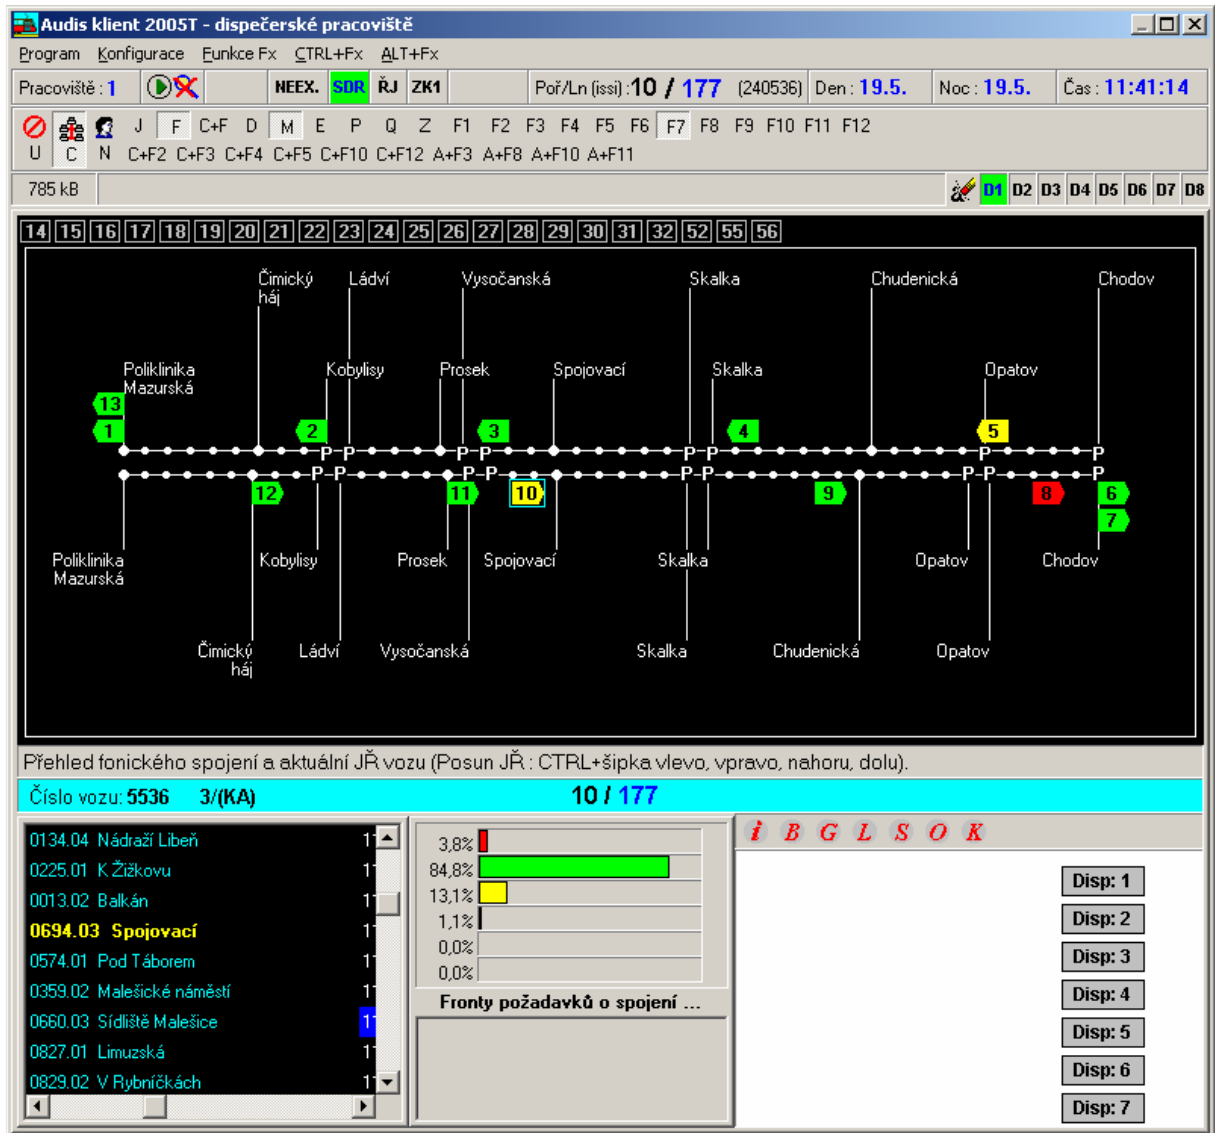 Audis klient 2005T - dispečerské pracoviště
Program Konfigurace Funkce Fx CTRL+Fx ALT+Fx
Pracoviště : 1 NEEX. SDR ŘJ ZK1 Poř/Ln (issi) : 10 / 177 (240536) Den : 19.5. Noc : 19.5. Čas : 11:41:14
J F C+F D M E P Q Z F1 F2 F3 F4 F5 F6 F7 F8 F9 F10 F11 F12
U C N C+F2 C+F3 C+F4 C+F5 C+F10 C+F12 A+F3 A+F8 A+F10 A+F11
785 kB D1 D2 D3 D4 D5 D6 D7 D8
14 15 16 17 18 19 20 21 22 23 24 25 26 27 28 29 30 31 32 52 55 56
Čimický háj Ládví Vysočanská Skalka Chudenická Chodov
Poliklinika Mazurská Kobylisy Prosek Spojovací Skalka Opatov
13
1 2 3 4 5
P P P P P P P P
P P P P P P P P P
12 11 10 9 8 6
7
Poliklinika Mazurská Kobylisy Prosek Spojovací Skalka Opatov Chodov
Čimický háj Ládví Vysočanská Skalka Chudenická Opatov
Přehled fonického spojení a aktuální JŘ vozu (Posun JŘ : CTRL+šipka vlevo, vpravo, nahoru, dolu).
Číslo vozu: 5536 3/(KA) 10 / 177
0134.04 Nádraží Libeň
0225.01 K Žižkovu
0013.02 Balkán
0694.03 Spojovací
0574.01 Pod Táborem
0359.02 Malešické náměstí
0660.03 Sídliště Malešice
0827.01 Limuzská
0829.02 V Rybníčkách
3,8%
84,8%
13,1%
1,1%
0,0%
0,0%
Fronty požadavků o spojení ...
i B G L S O K
Disp: 1
Disp: 2
Disp: 3
Disp: 4
Disp: 5
Disp: 6
Disp: 7